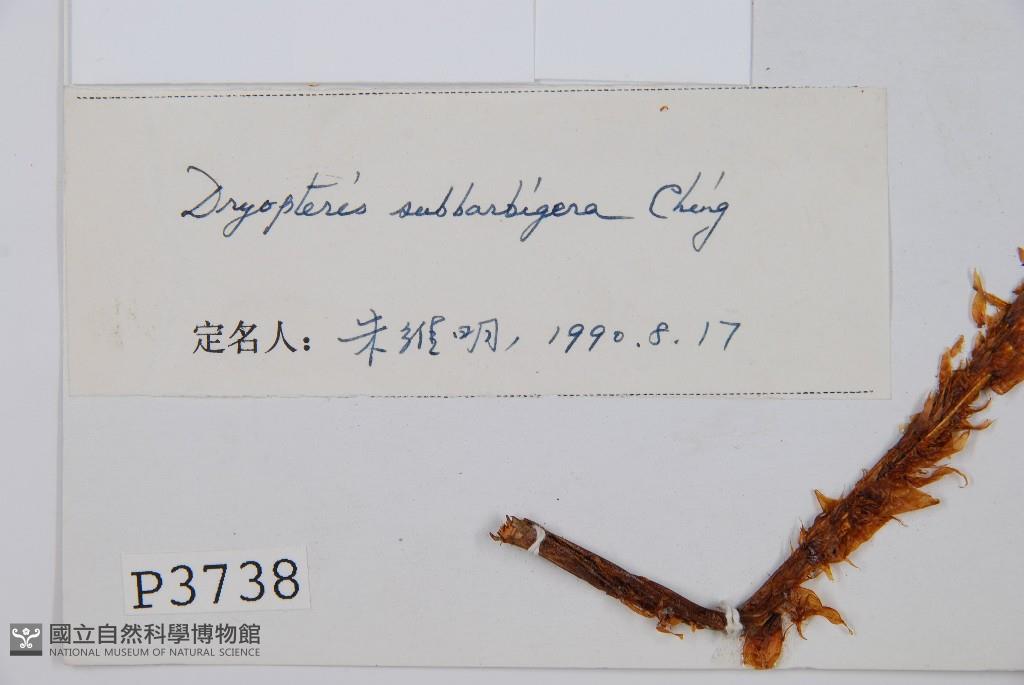 Dryopteris subbarbigera Ching
定名人：朱維明, 1990.8.17
P3738
國立自然科學博物館
NATIONAL MUSEUM OF NATURAL SCIENCE